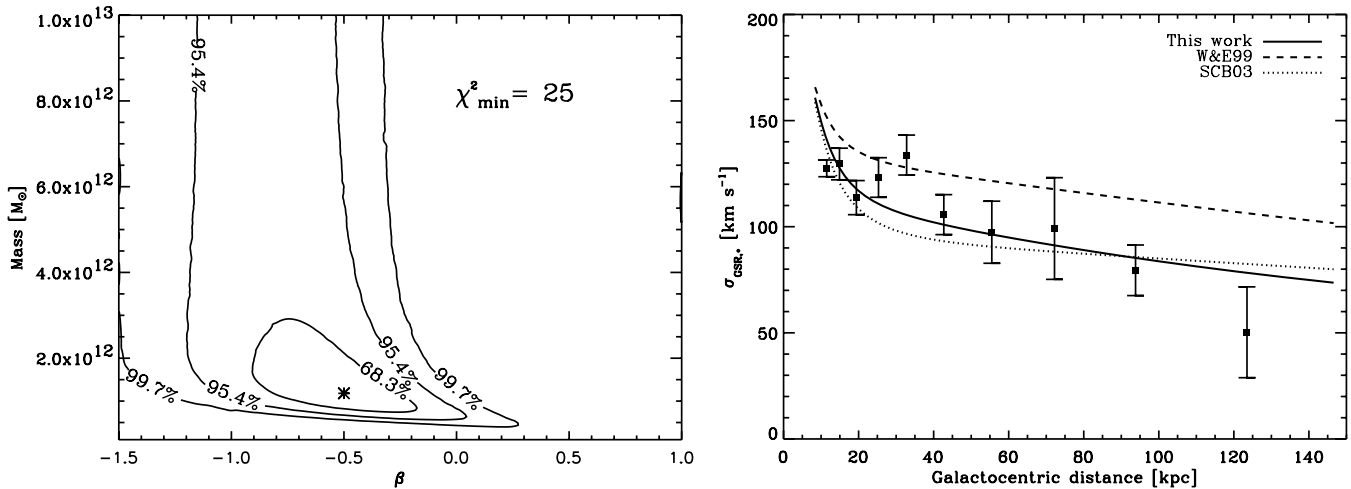 1.0x10¹³
8.0x10¹²
6.0x10¹²
4.0x10¹²
2.0x10¹²
Mass [M⊙]
95.4%
χ²min= 25
95.4%
68.3%
99.7%
99.7%
95.4%
-1.5 -1.0 -0.5 0.0 0.5 1.0
β
200
150
100
50
0
σGSR,* [km s⁻¹]
This work
W&E99
SCB03
0 20 40 60 80 100 120 140
Galactocentric distance [kpc]